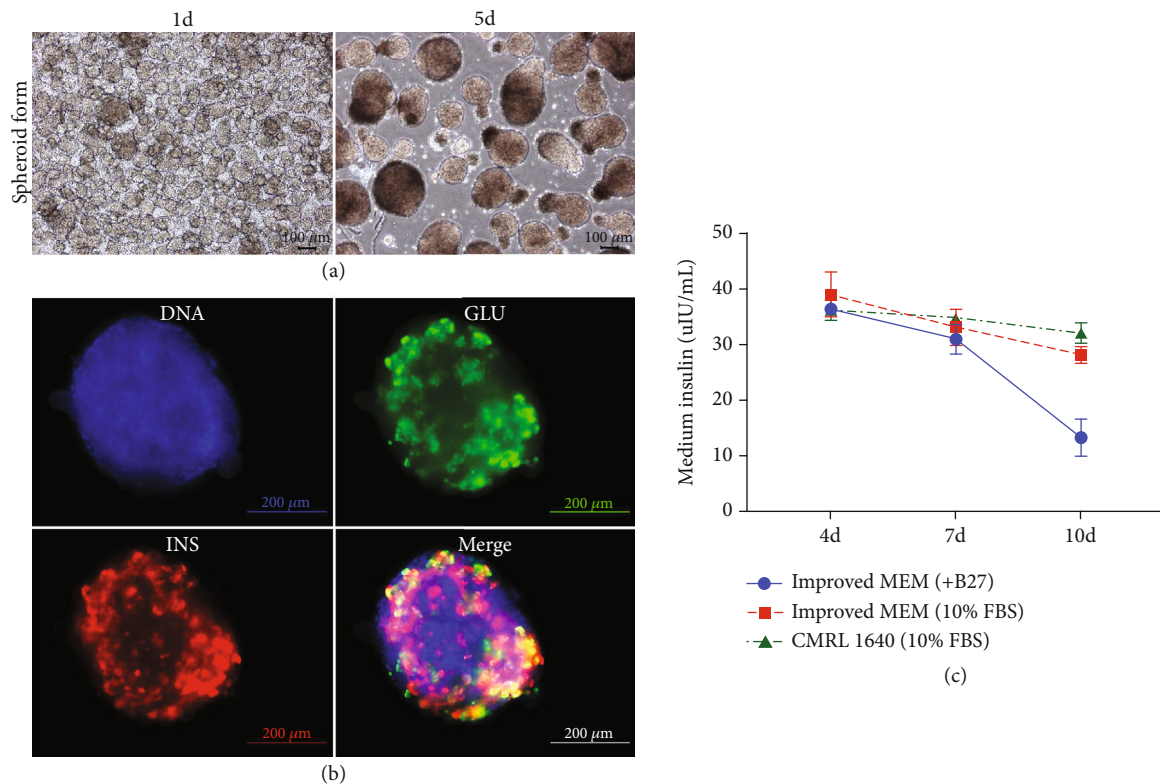 1d
5d
Spheroid form
100 μm
100 μm
(a)
DNA
GLU
200 μm
200 μm
INS
Merge
200 μm
200 μm
(b)
Medium insulin (uIU/mL)
50
40
30
20
10
0
4d
7d
10d
Improved MEM (+B27)
Improved MEM (10% FBS)
CMRL 1640 (10% FBS)
(c)